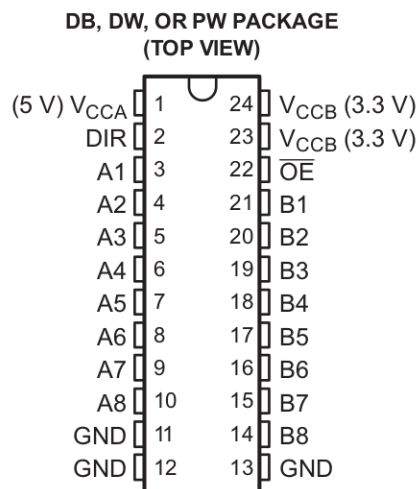 DB, DW, OR PW PACKAGE
(TOP VIEW)
(5 V) VCCA 1 24 VCCB (3.3 V)
DIR 2 23 VCCB (3.3 V)
A1 3 22 OE
A2 4 21 B1
A3 5 20 B2
A4 6 19 B3
A5 7 18 B4
A6 8 17 B5
A7 9 16 B6
A8 10 15 B7
GND 11 14 B8
GND 12 13 GND